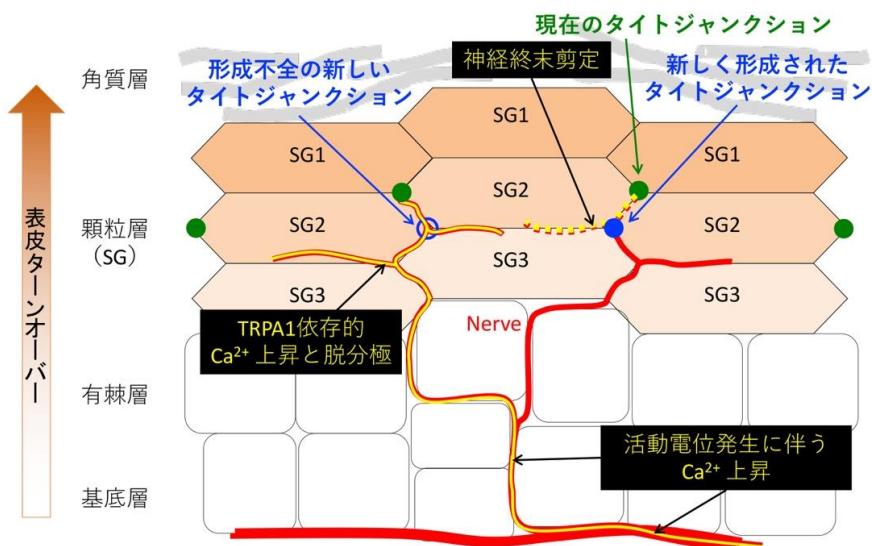 現在のタイトジャンクション
角質層
形成不全の新しい
タイトジャンクション
神経終末剪定
新しく形成された
タイトジャンクション
SG1
SG1
SG1
SG2
顆粒層
(SG)
SG2
SG2
SG3
SG3
SG3
表皮ターンオーバー
TRPA1依存的
Ca²⁺ 上昇と脱分極
Nerve
有棘層
活動電位発生に伴う
Ca²⁺ 上昇
基底層